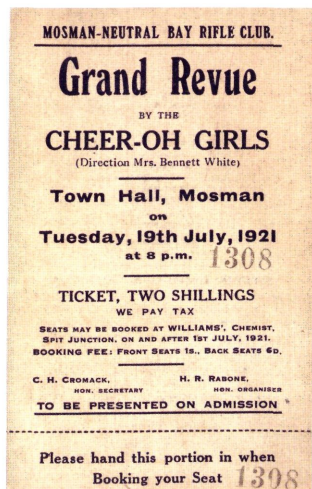 MOSMAN-NEUTRAL BAY RIFLE CLUB.
Grand Revue
BY THE
CHEER-OH GIRLS
(Direction Mrs. Bennett White)
Town Hall, Mosman
on
Tuesday, 19th July, 1921
at 8 p.m. 1308
TICKET, TWO SHILLINGS
WE PAY TAX
SEATS MAY BE BOOKED AT WILLIAMS', CHEMIST,
SPIT JUNCTION, ON AND AFTER 1ST JULY, 1921.
BOOKING FEE: FRONT SEATS 1s., BACK SEATS 6D.
C. H. CROMACK, H. R. RABONE,
HON. SECRETARY HON. ORGANISER
TO BE PRESENTED ON ADMISSION
Please hand this portion in when
Booking your Seat 1308